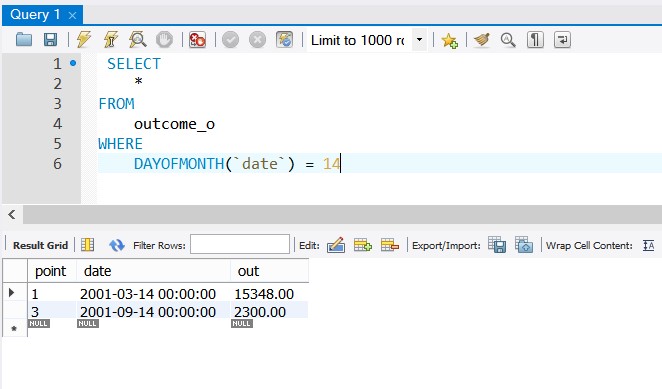 Query 1 ×
Limit to 1000 ro
1 SELECT
2 *
3 FROM
4 outcome_o
5 WHERE
6 DAYOFMONTH(`date`) = 14
Result Grid Filter Rows: Edit: Export/Import: Wrap Cell Content:
point date out
1 2001-03-14 00:00:00 15348.00
3 2001-09-14 00:00:00 2300.00
NULL NULL NULL